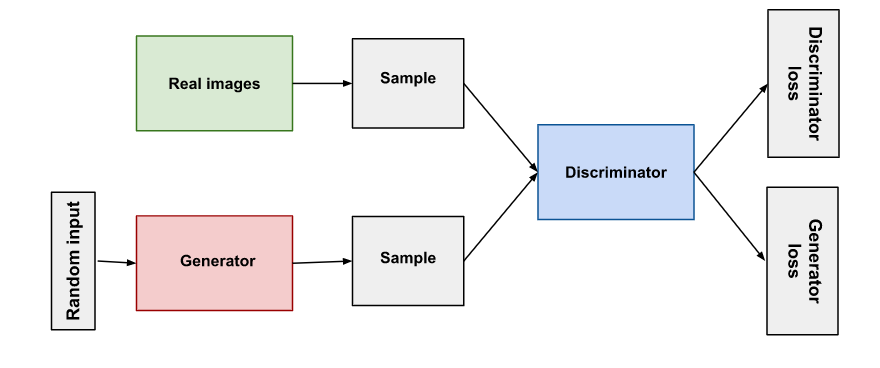 Real images
Sample
Discriminator
loss
Discriminator
Random input
Generator
Sample
Generator
loss